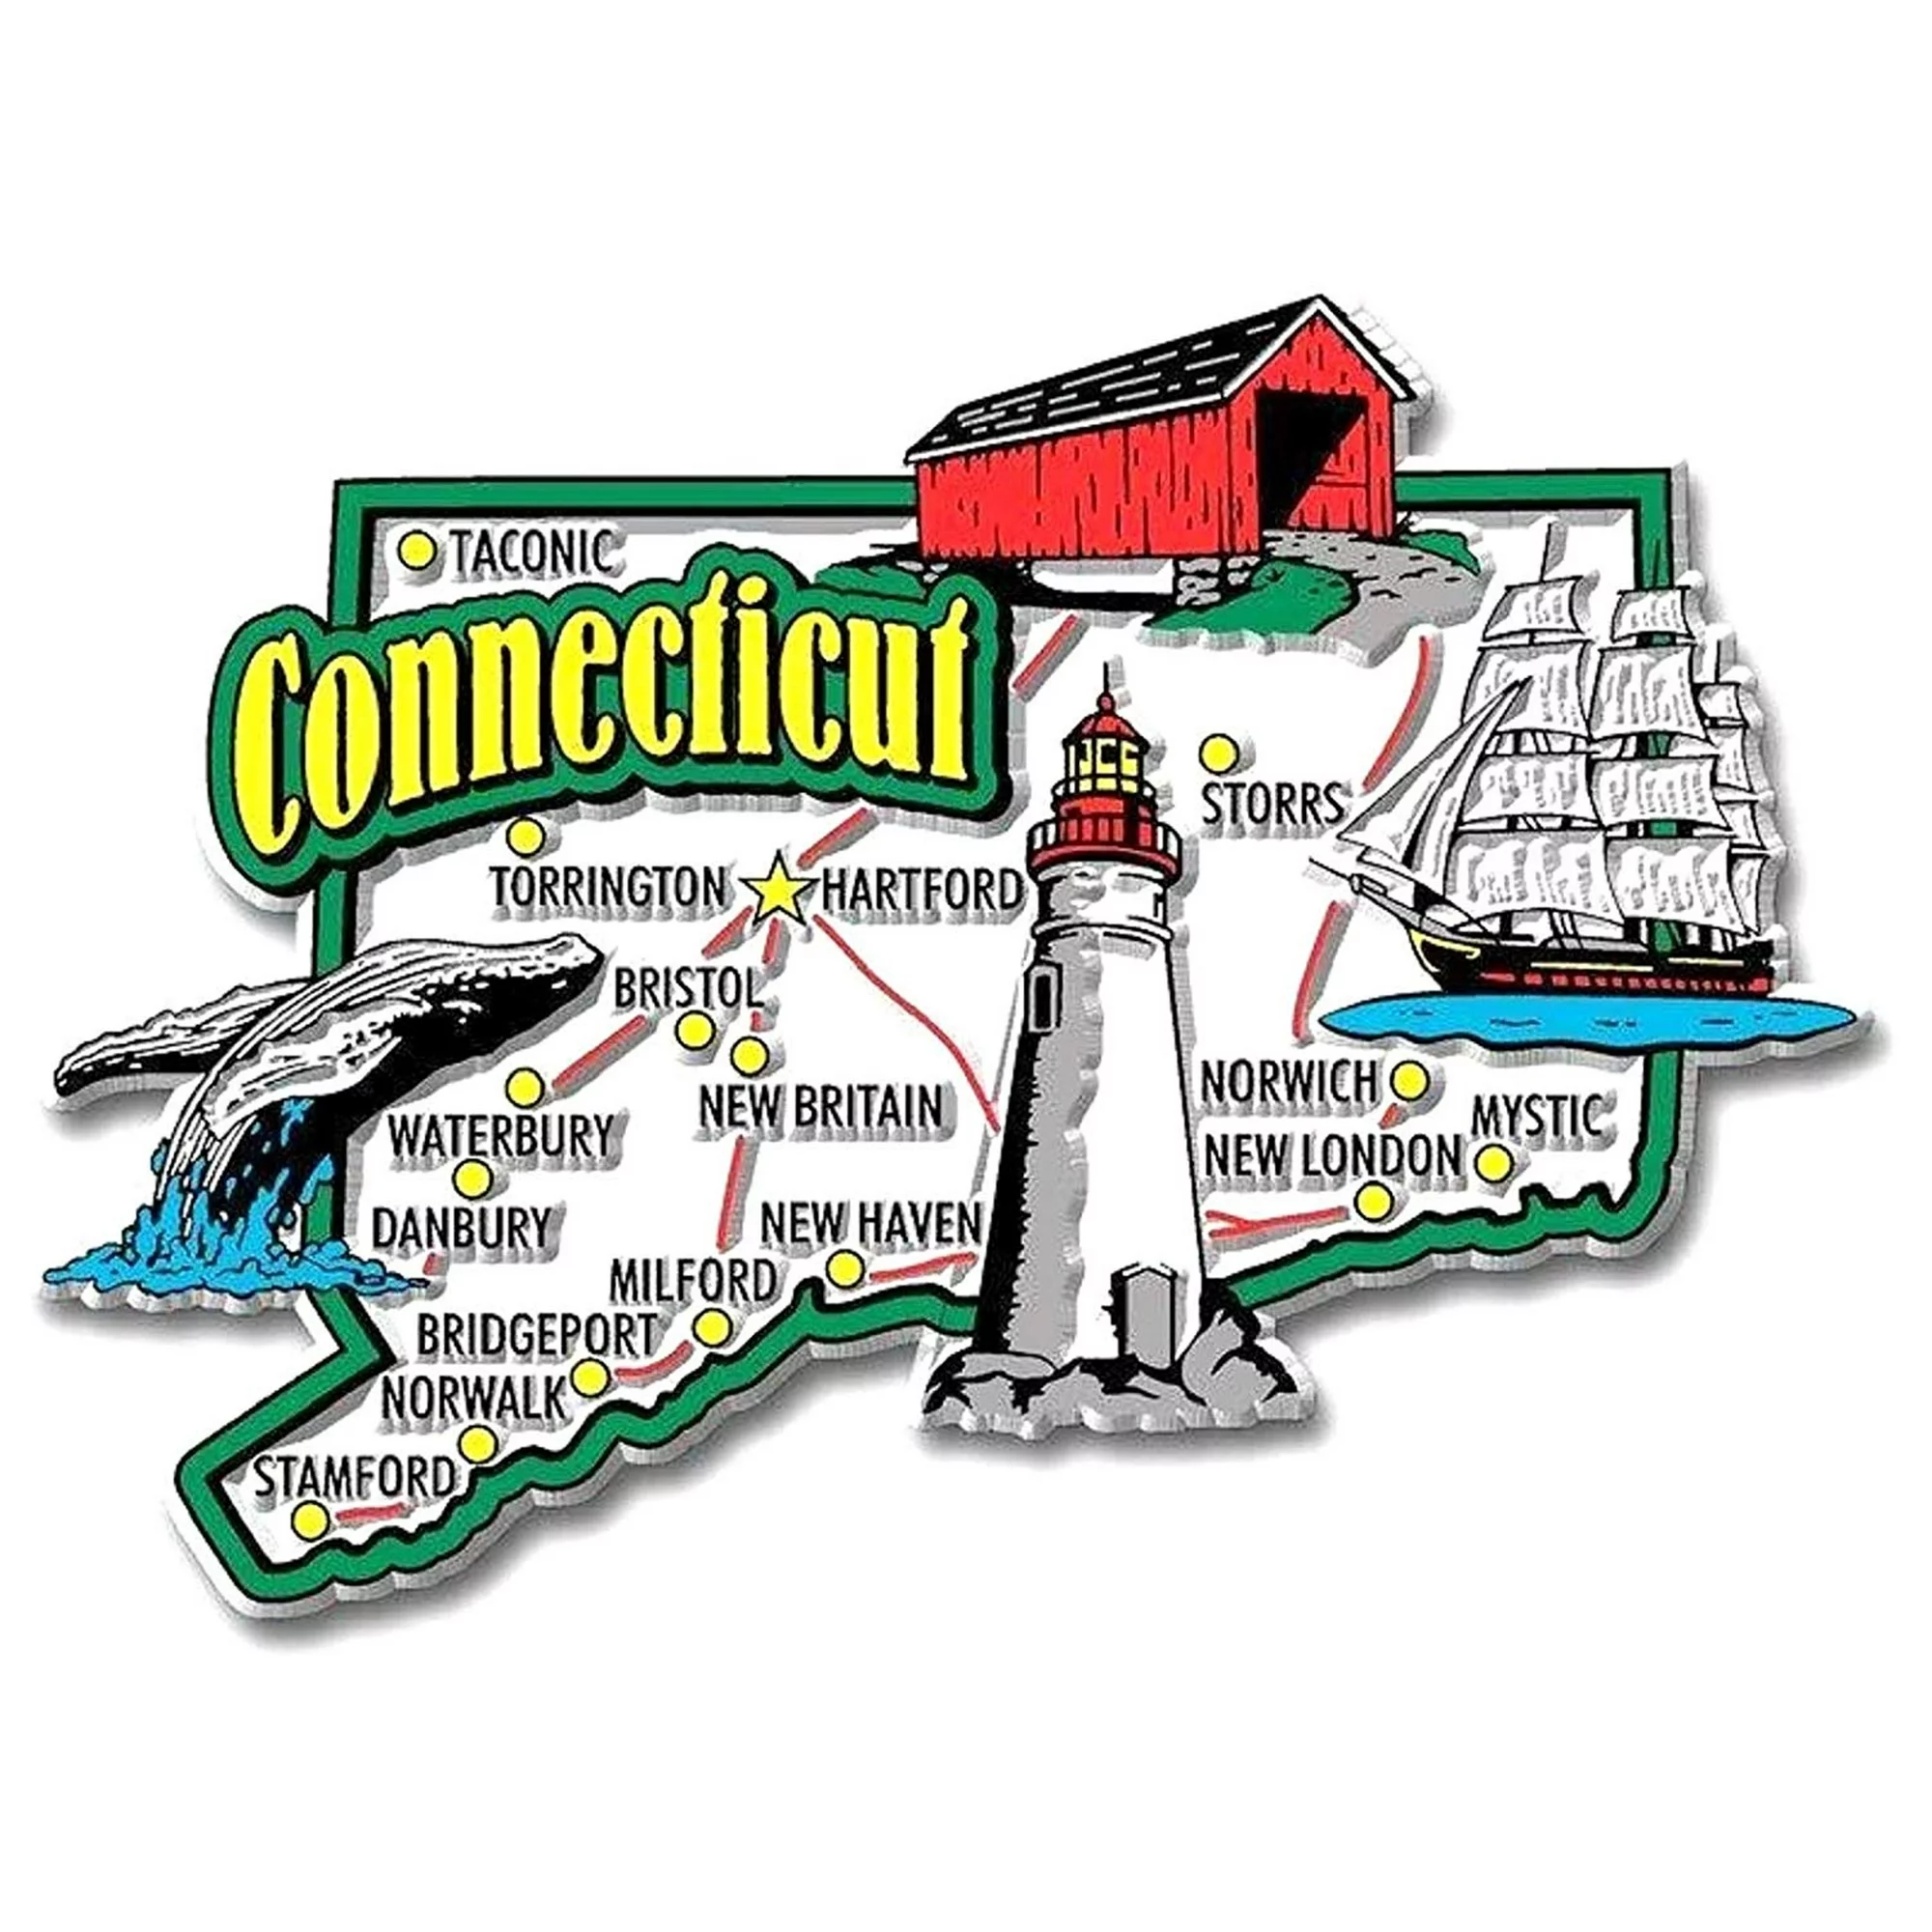 TACONIC
Connecticut
STORRS
TORRINGTON
HARTFORD
BRISTOL
NEW BRITAIN
WATERBURY
NORWICH
MYSTIC
NEW LONDON
DANBURY
NEW HAVEN
MILFORD
BRIDGEPORT
NORWALK
STAMFORD